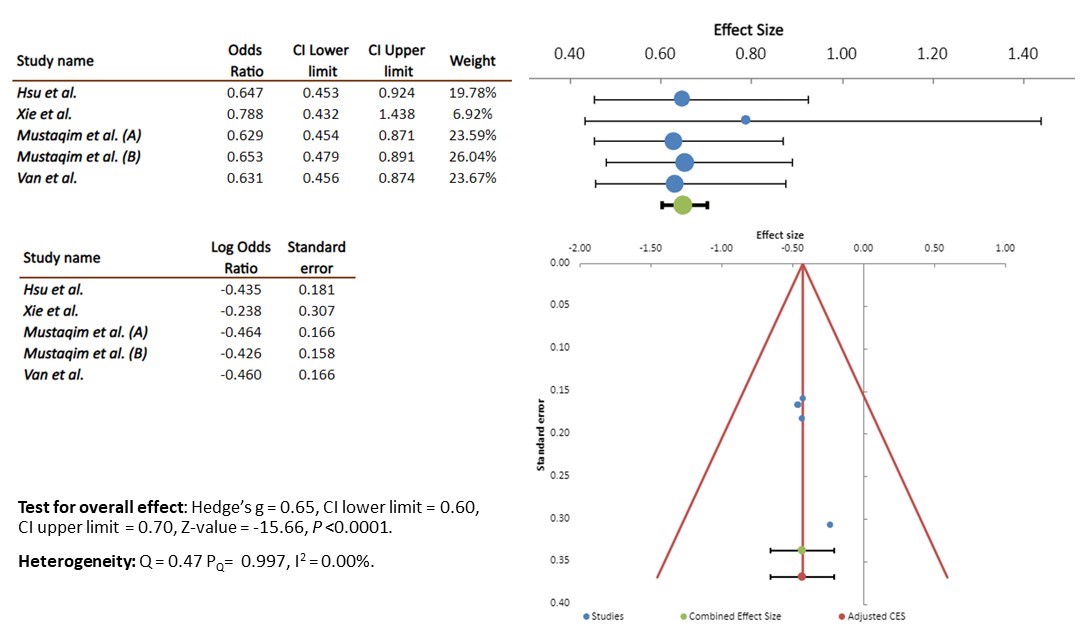 Study name Odds Ratio CI Lower limit CI Upper limit Weight
Hsu et al. 0.647 0.453 0.924 19.78%
Xie et al. 0.788 0.432 1.438 6.92%
Mustaqim et al. (A) 0.629 0.454 0.871 23.59%
Mustaqim et al. (B) 0.653 0.479 0.891 26.04%
Van et al. 0.631 0.456 0.874 23.67%
Effect Size
0.40 0.60 0.80 1.00 1.20 1.40
Study name Log Odds Ratio Standard error
Hsu et al. -0.435 0.181
Xie et al. -0.238 0.307
Mustaqim et al. (A) -0.464 0.166
Mustaqim et al. (B) -0.426 0.158
Van et al. -0.460 0.166
Effect size
-2.00 -1.50 -1.00 -0.50 0.00 0.50 1.00
0.00
0.05
0.10
0.15
0.20
0.25
0.30
0.35
0.40
Standard error
Studies Combined Effect Size Adjusted CES
Test for overall effect: Hedge's g = 0.65, CI lower limit = 0.60,
CI upper limit = 0.70, Z-value = -15.66, P <0.0001.
Heterogeneity: Q = 0.47 PQ= 0.997, I² = 0.00%.